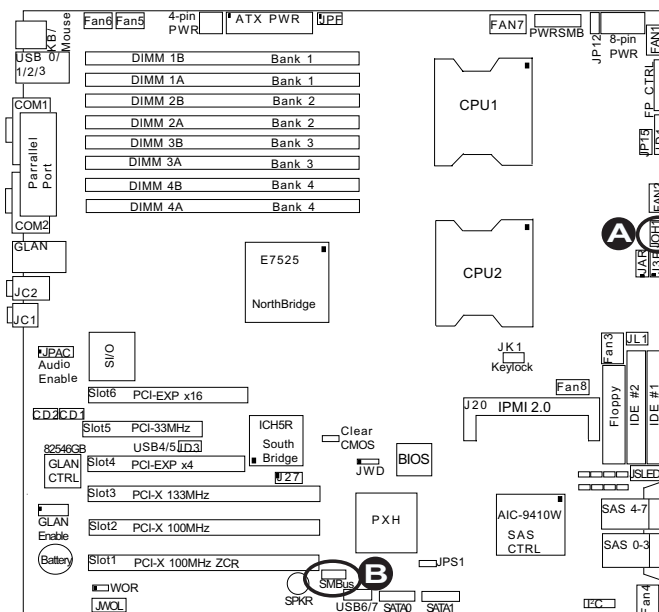 KB/
Mouse
Fan6
Fan5
4-pin
PWR
ATX PWR
JPF
FAN7
PWRSMB
JP12
8-pin
PWR
FAN1
USB 0/
1/2/3
DIMM 1B Bank 1
DIMM 1A Bank 1
DIMM 2B Bank 2
DIMM 2A Bank 2
DIMM 3B Bank 3
DIMM 3A Bank 3
DIMM 4B Bank 4
DIMM 4A Bank 4
CPU1
FP CTRL
JP15
COM1
Parrallel
Port
COM2
FAN2
A
JOH1
GLAN
JAR
J3P
E7525
NorthBridge
CPU2
JC2
JC1
JPAC
Audio
Enable
SI/O
JK1
Keylock
Fan3
JL1
Fan8
Slot6 PCI-EXP x16
J20 IPMI 2.0
Floppy
IDE #2
IDE #1
CD2
CD1
Slot5 PCI-33MHz
ICH5R
South
Bridge
Clear
CMOS
82546GB
GLAN
CTRL
USB4/5
JD3
Slot4 PCI-EXP x4
JWD
BIOS
J27
JSLED
Slot3 PCI-X 133MHz
GLAN
Enable
Slot2 PCI-X 100MHz
PXH
AIC-9410W
SAS
CTRL
SAS 4-7
Battery
Slot1 PCI-X 100MHz ZCR
JPS1
SAS 0-3
B
SMBus
WOR
JWOL
SPKR
USB6/7
SATA0
SATA1
I²C
Fan4